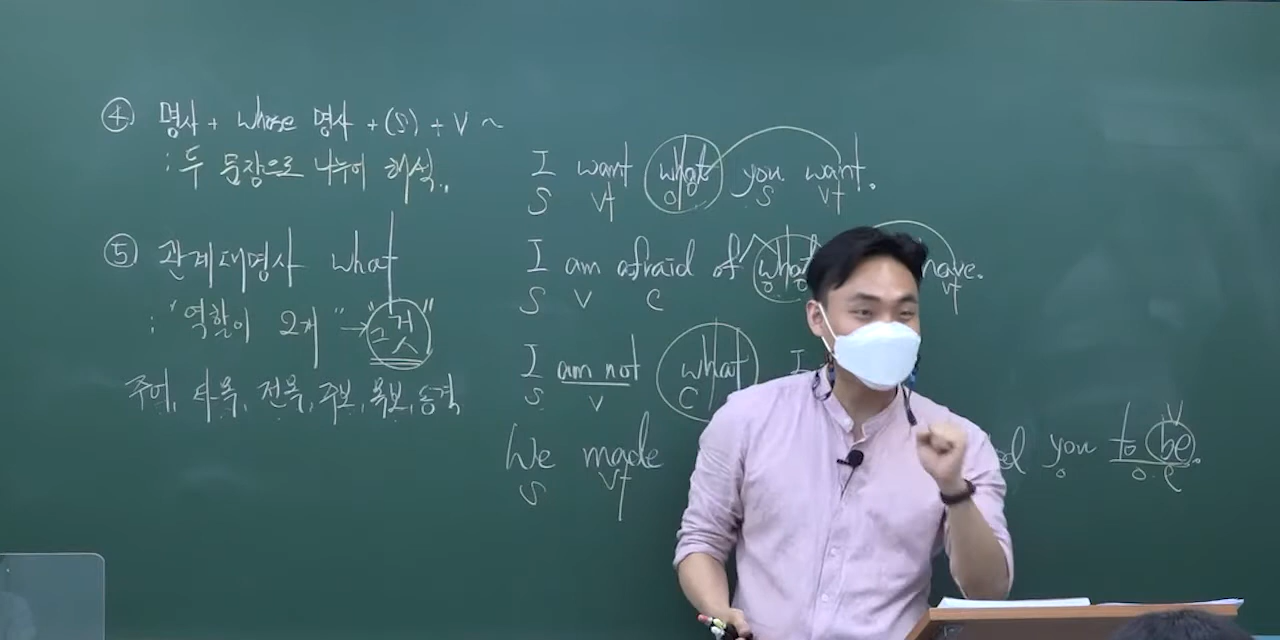 ④ 명사 + whose 명사 + (S) + V ~
: 두 문장으로 나누어 해석..
⑤ 관계대명사 what
: "역할이 2개" → "그것"
주어, 타목, 전목, 주보, 목보, 동격
I want what you want.
S Vt O O S Vt
I am afraid of what have.
S V C O O Vt
I am not what I
S V C
We made you to be.
S Vt O O.C V